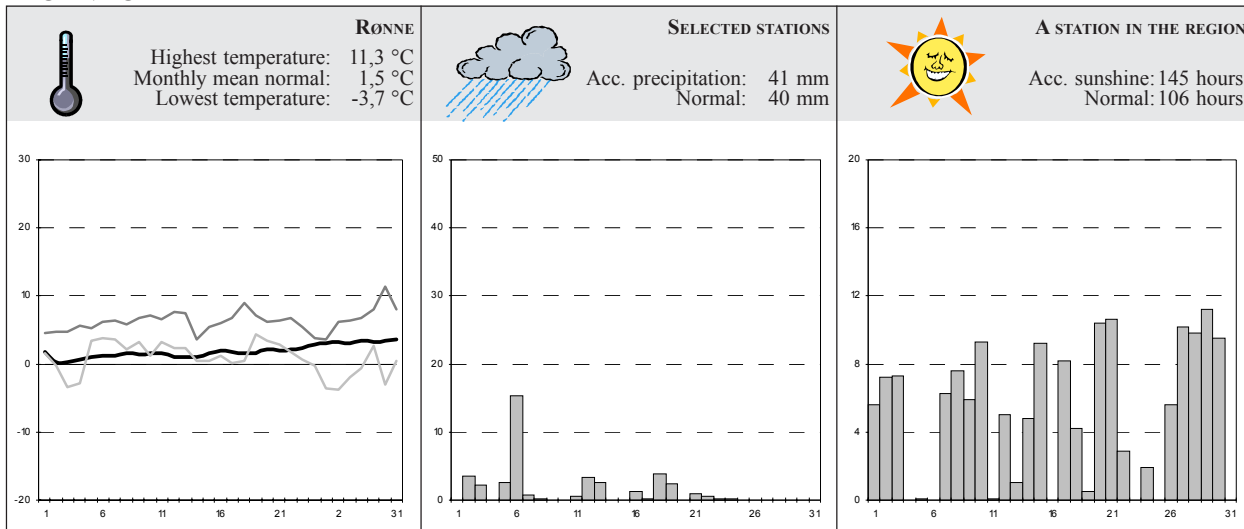 RØNNE
Highest temperature: 11,3 °C
Monthly mean normal: 1,5 °C
Lowest temperature: -3,7 °C
SELECTED STATIONS
Acc. precipitation: 41 mm
Normal: 40 mm
A STATION IN THE REGION
Acc. sunshine: 145 hours
Normal: 106 hours
30
20
10
0
-10
-20
1 6 11 16 21 2 31
50
40
30
20
10
0
1 6 11 16 21 26 31
20
16
12
8
4
0
1 6 11 16 21 26 31